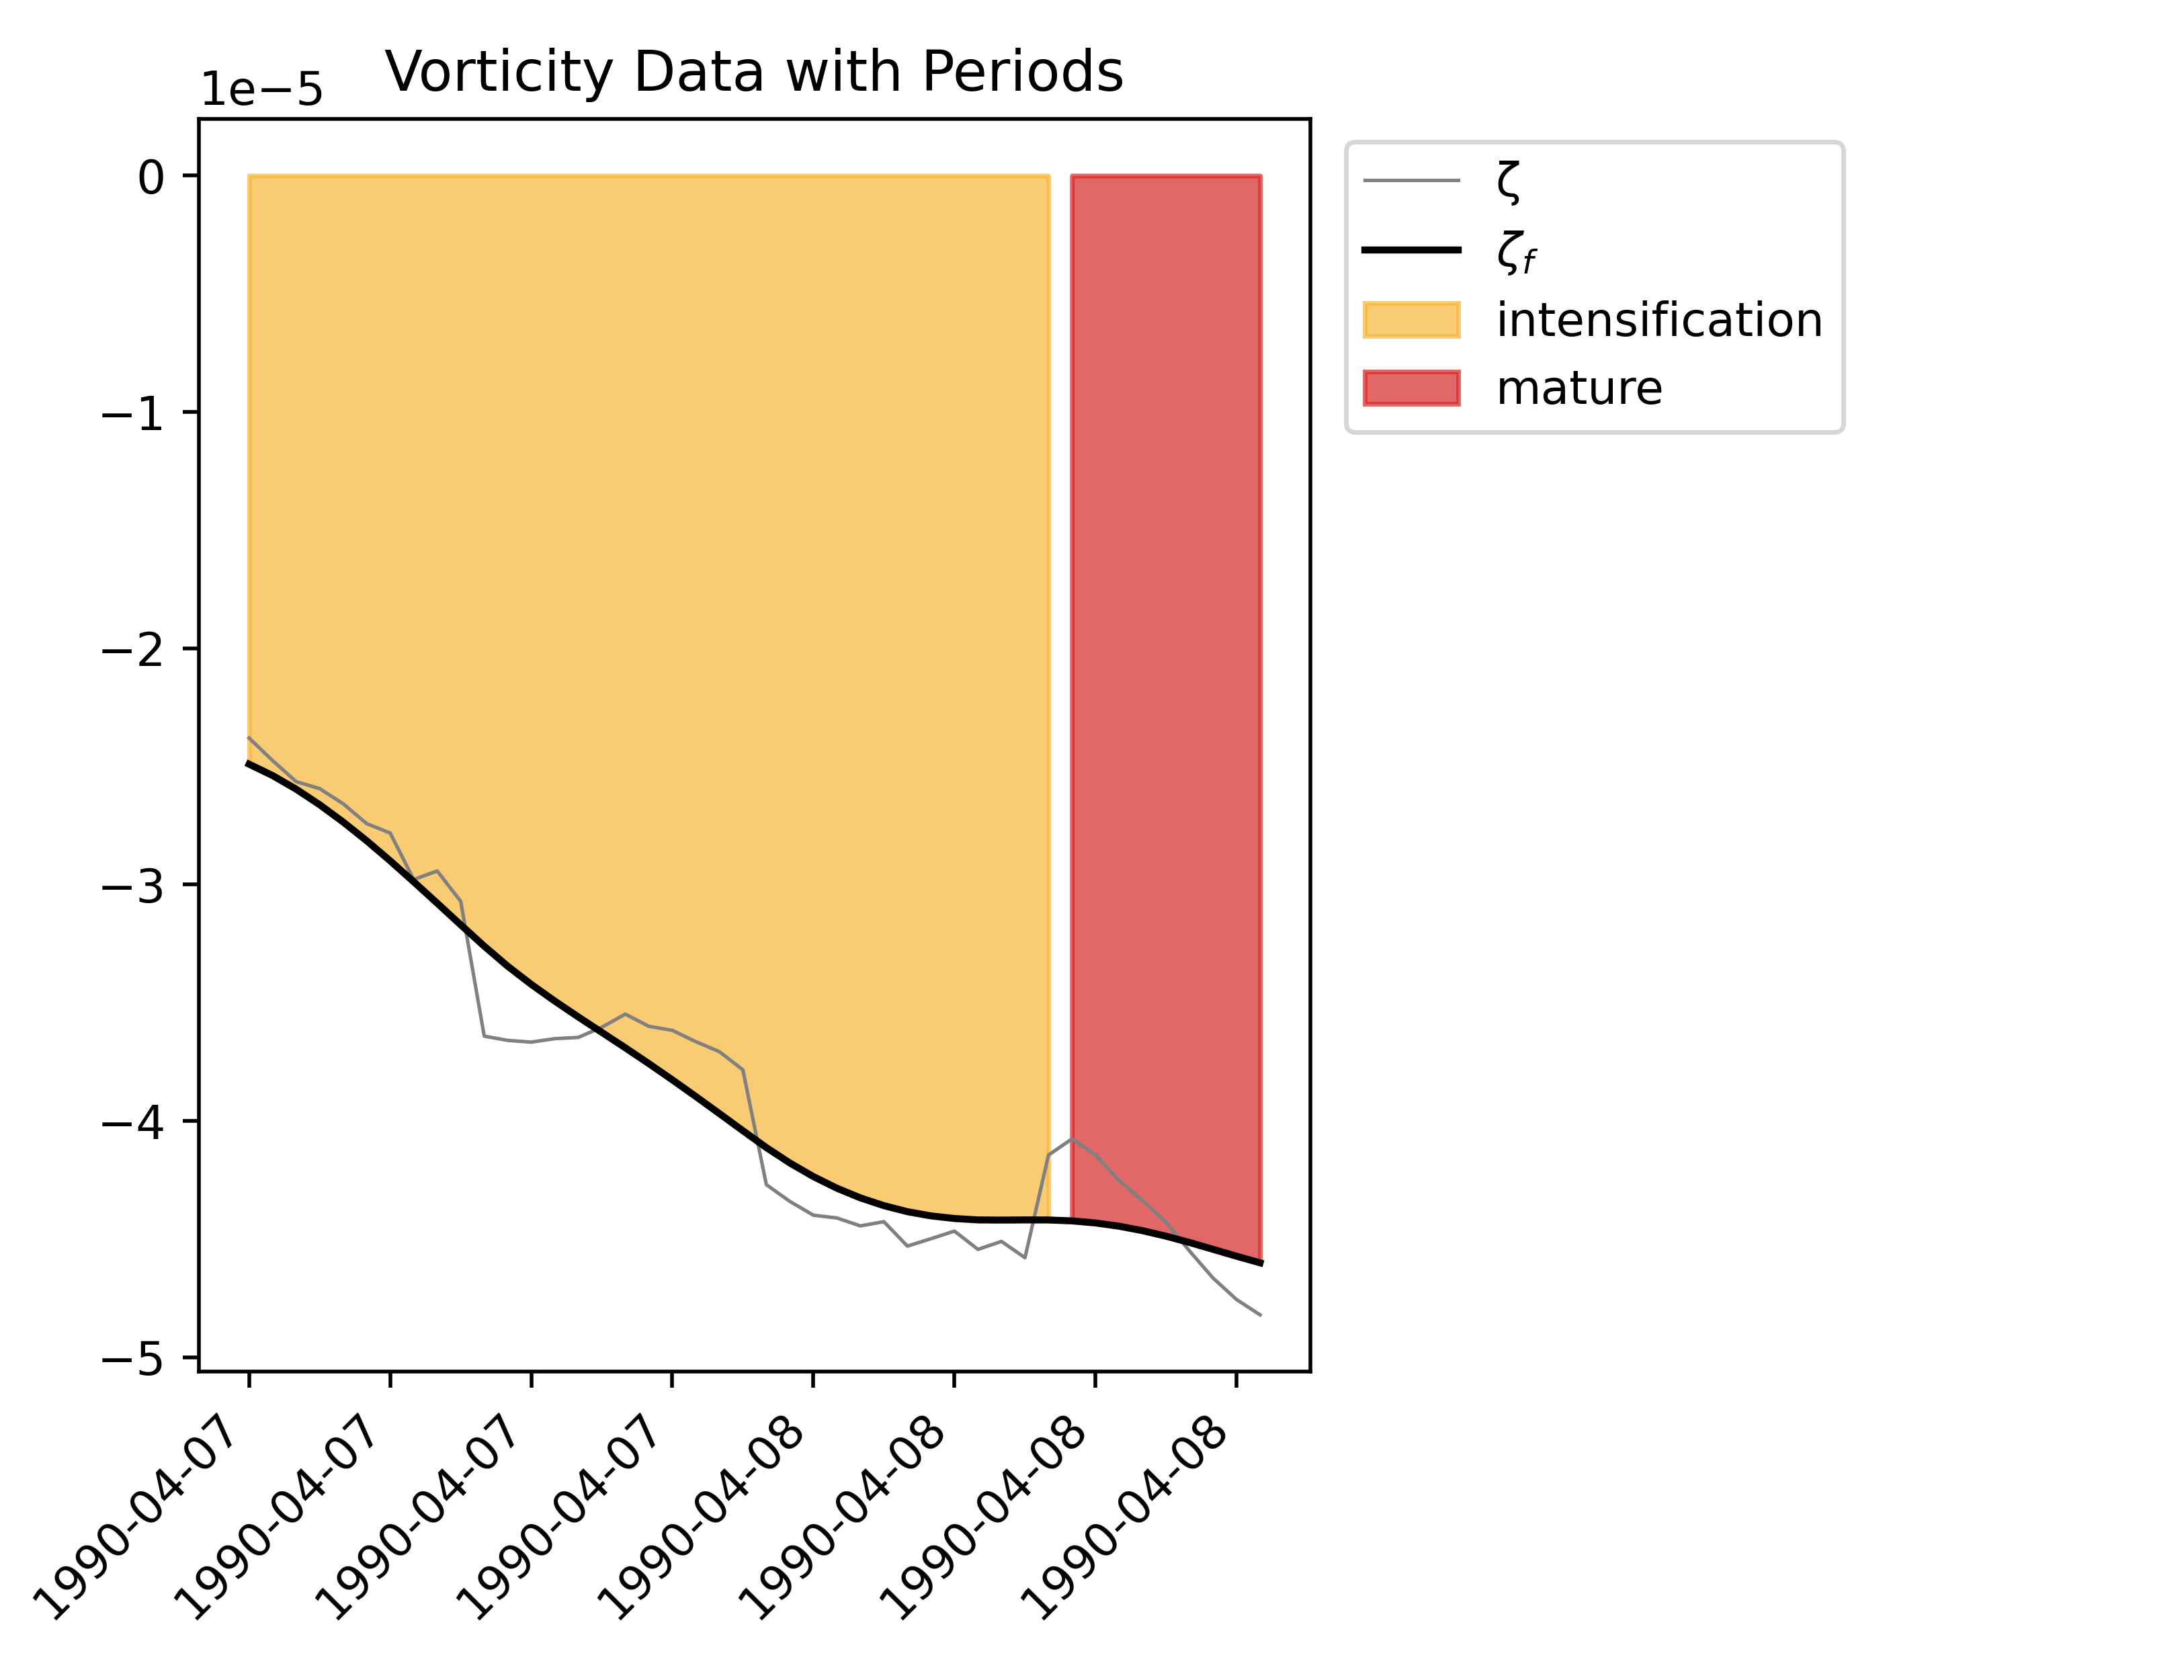 Vorticity Data with Periods
1e−5
0
−1
−2
−3
−4
−5
1990-04-07
1990-04-07
1990-04-07
1990-04-07
1990-04-08
1990-04-08
1990-04-08
1990-04-08
ζ
ζf
intensification
mature